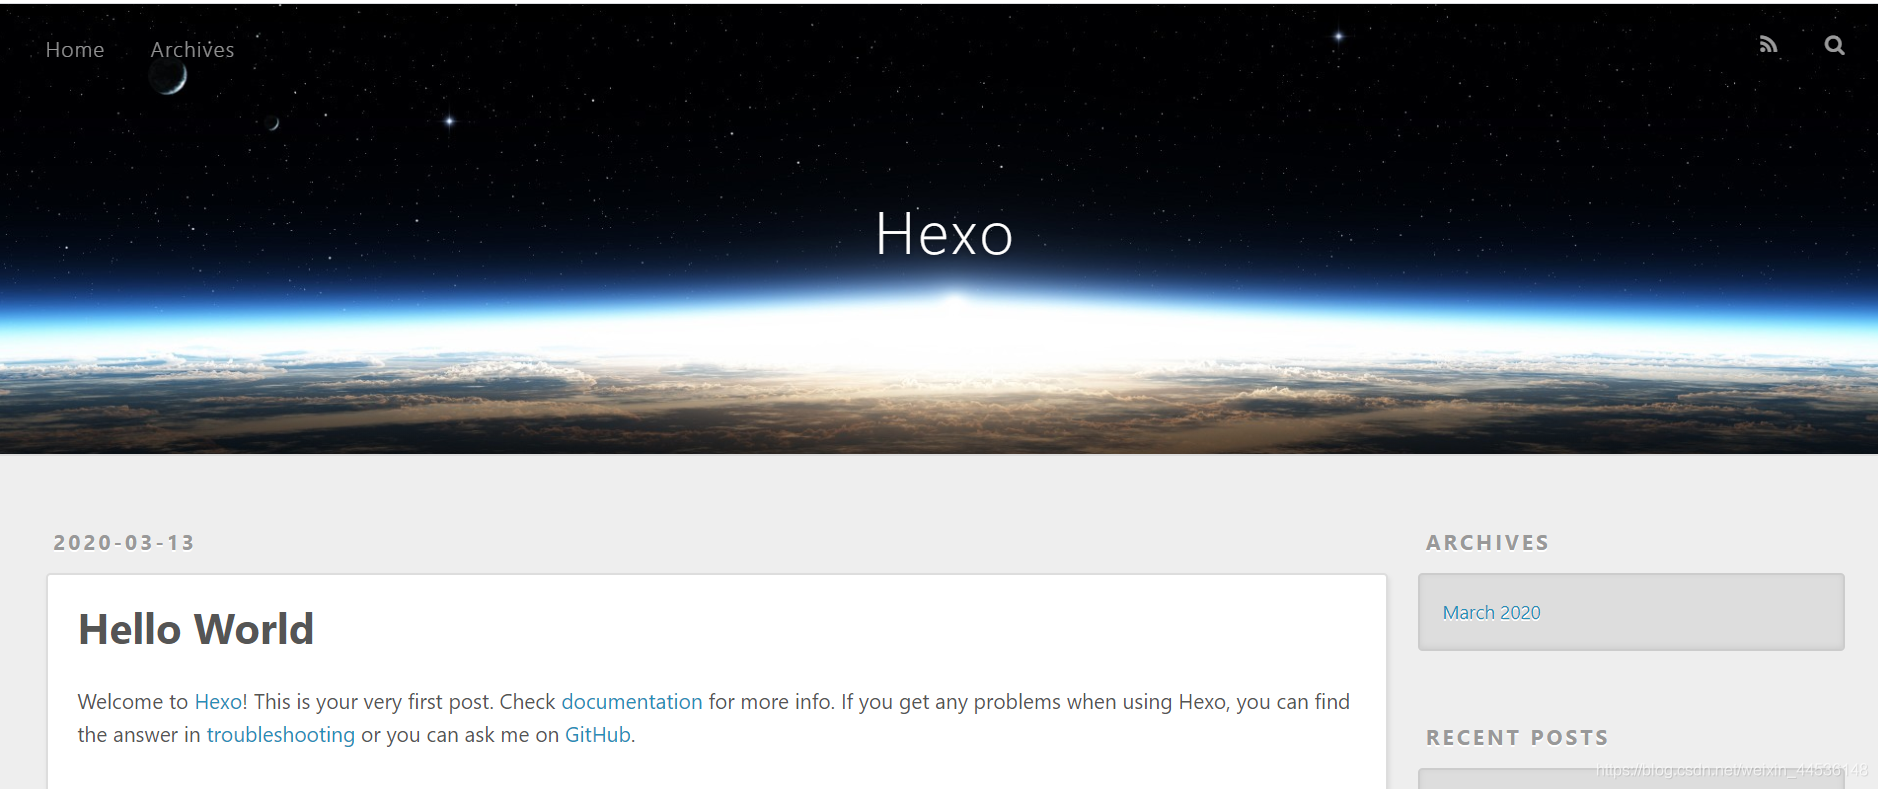 Home Archives
Hexo
2020-03-13
Hello World
Welcome to Hexo! This is your very first post. Check documentation for more info. If you get any problems when using Hexo, you can find
the answer in troubleshooting or you can ask me on GitHub.
ARCHIVES
March 2020
RECENT POSTS
https://blog.csdn.net/weixin_44536148